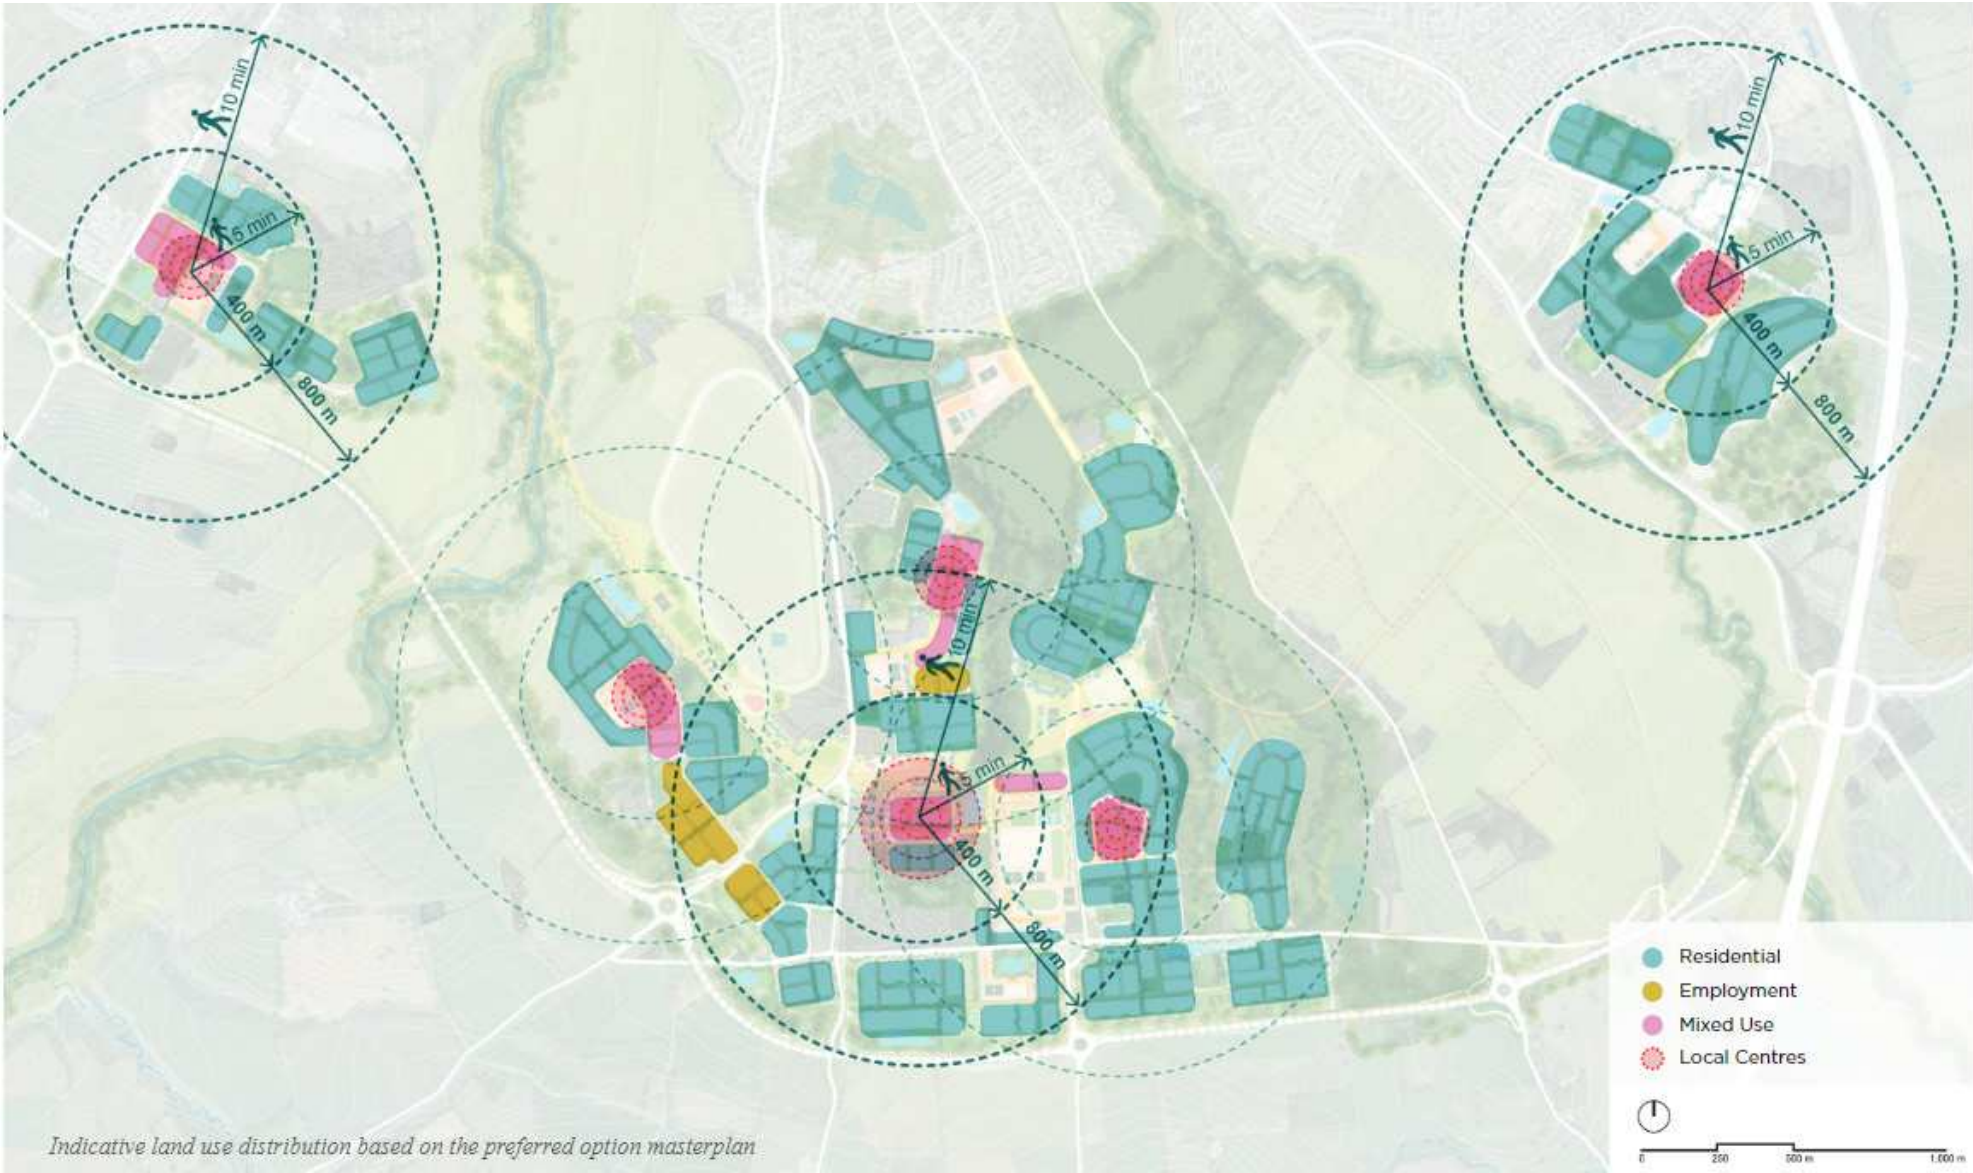 10 min
5 min
400 m
800 m
10 min
5 min
400 m
800 m
10 min
5 min
400 m
800 m
Residential
Employment
Mixed Use
Local Centres
0 250 500 m 1,000 m
Indicative land use distribution based on the preferred option masterplan